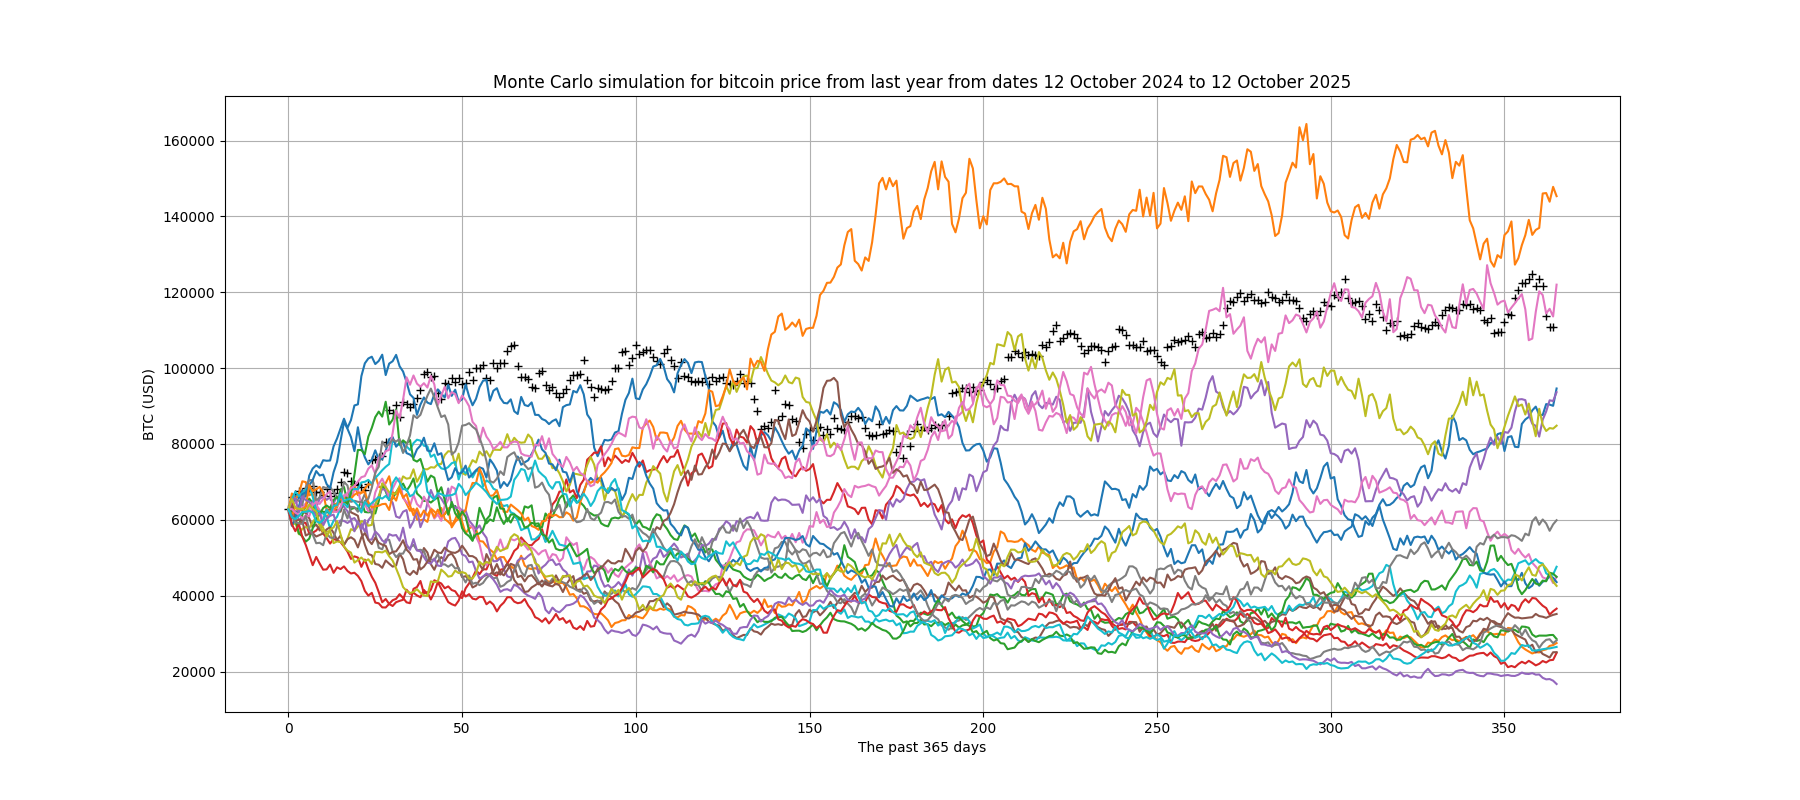 Monte Carlo simulation for bitcoin price from last year from dates 12 October 2024 to 12 October 2025
160000
140000
120000
100000
80000
60000
40000
20000
BTC (USD)
0 50 100 150 200 250 300 350
The past 365 days